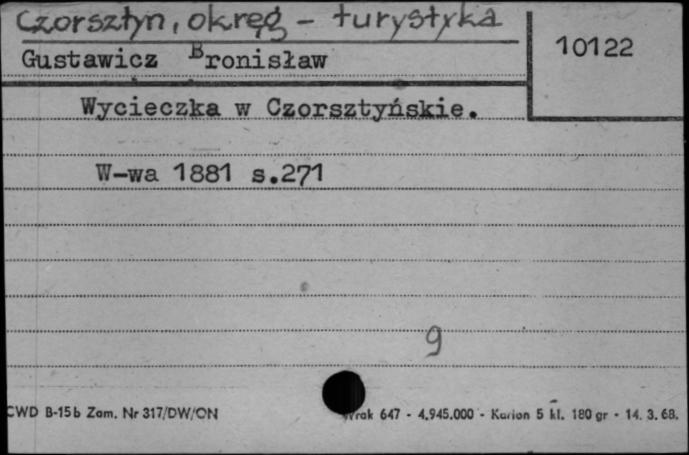 Czorsztyn, okręg - turystyka
Gustawicz Bronisław
10122
Wycieczka w Czorsztyńskie.
W-wa 1881 s.271
9
CWD B-15b Zam. Nr 317/DW/ON
647 - 4.945.000 - Karton 5 kl. 180 gr - 14. 3. 68.